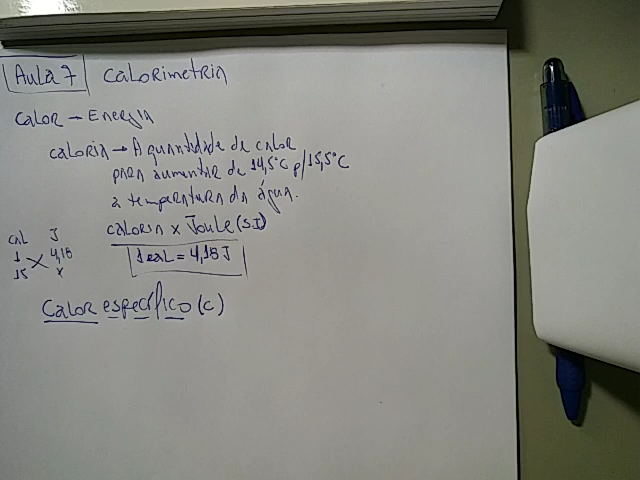 Aula 7 Calorimetria
Calor → Energia
caloria → A quantidade de calor
para aumentar de 14,5°C p/ 15,5°C
a temperatura da água.
caloria x Joule (SI)
cal J
1 4,18
15 x
1 cal = 4,18 J
Calor específico (c)